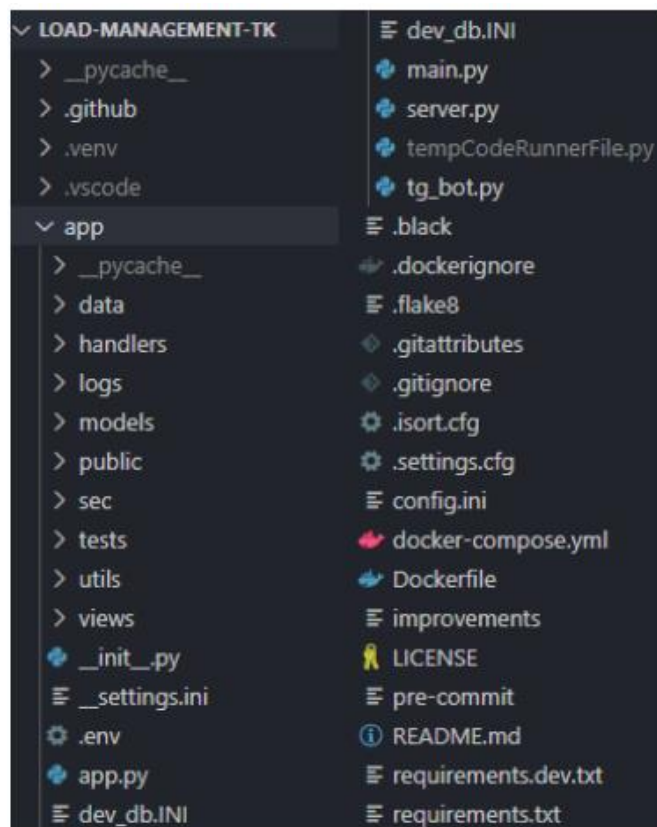 LOAD-MANAGEMENT-TK
__pycache__
.github
.venv
.vscode
app
__pycache__
data
handlers
logs
models
public
sec
tests
utils
views
__init__.py
__settings.ini
.env
app.py
dev_db.INI
dev_db.INI
main.py
server.py
tempCodeRunnerFile.py
tg_bot.py
.black
.dockerignore
.flake8
.gitattributes
.gitignore
.isort.cfg
.settings.cfg
config.ini
docker-compose.yml
Dockerfile
improvements
LICENSE
pre-commit
README.md
requirements.dev.txt
requirements.txt